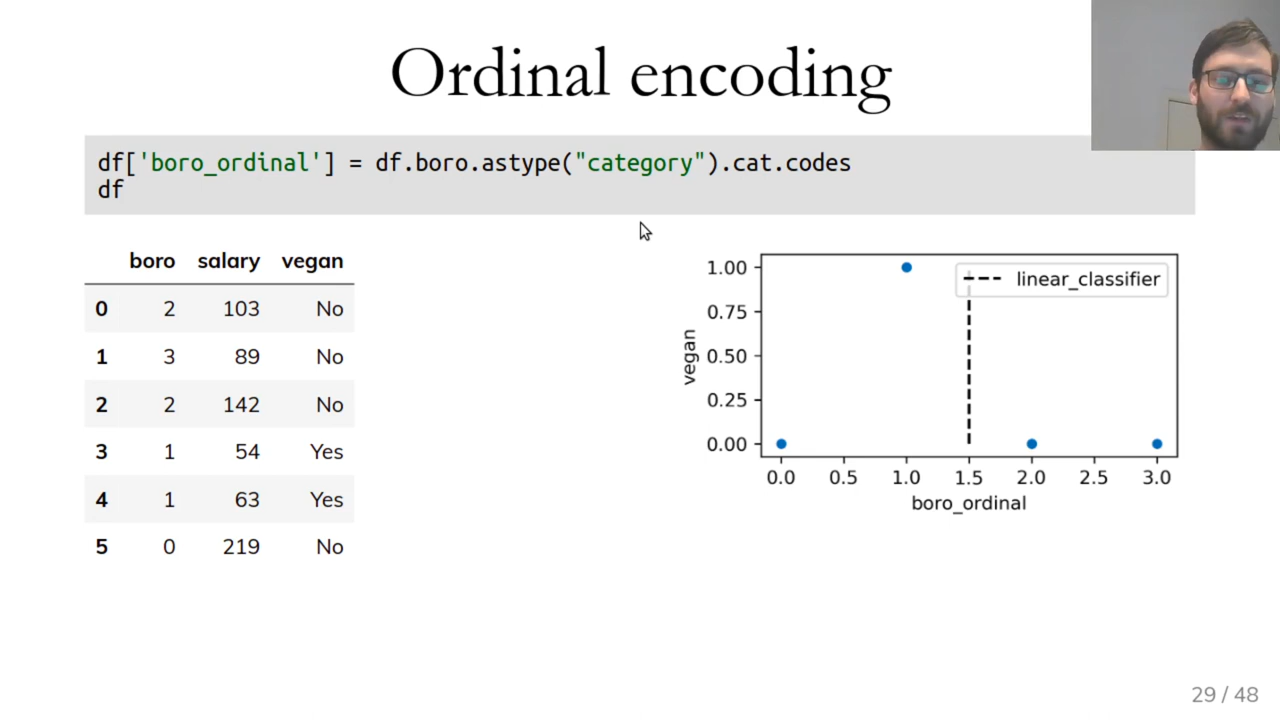 Ordinal encoding
df['boro_ordinal'] = df.boro.astype("category").cat.codes
df
boro salary vegan
0 2 103 No
1 3 89 No
2 2 142 No
3 1 54 Yes
4 1 63 Yes
5 0 219 No
linear_classifier
1.00
0.75
0.50
0.25
0.00
vegan
0.0 0.5 1.0 1.5 2.0 2.5 3.0
boro_ordinal
29 / 48